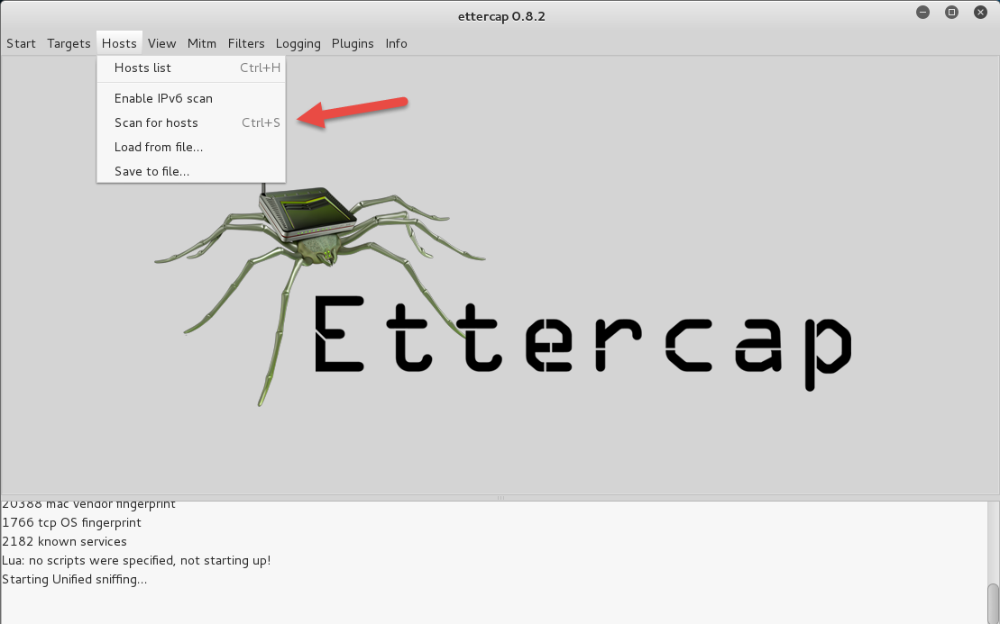 ettercap 0.8.2
Start Targets Hosts View Mitm Filters Logging Plugins Info
Hosts list Ctrl+H
Enable IPv6 scan
Scan for hosts Ctrl+S
Load from file...
Save to file...
Ettercap
20388 mac vendor fingerprint
1766 tcp OS fingerprint
2182 known services
Lua: no scripts were specified, not starting up!
Starting Unified sniffing...